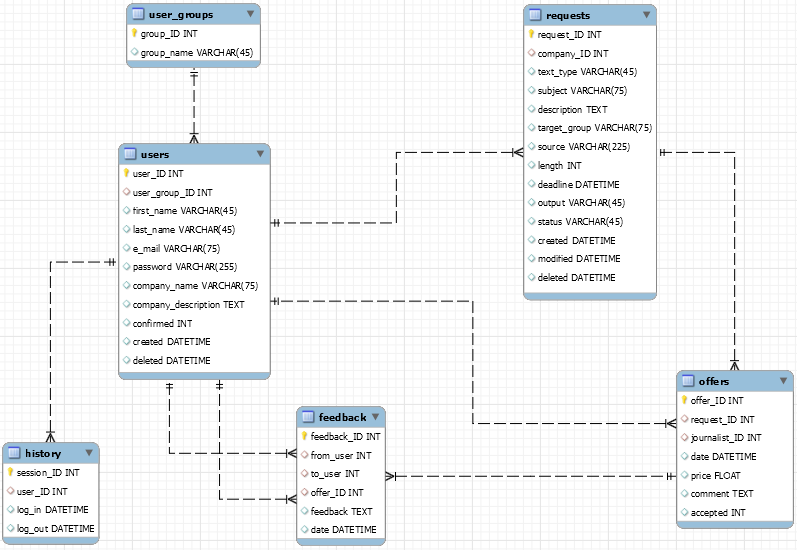 user_groups
group_ID INT
group_name VARCHAR(45)
requests
request_ID INT
company_ID INT
text_type VARCHAR(45)
subject VARCHAR(75)
description TEXT
target_group VARCHAR(75)
source VARCHAR(225)
length INT
deadline DATETIME
output VARCHAR(45)
status VARCHAR(45)
created DATETIME
modified DATETIME
deleted DATETIME
users
user_ID INT
user_group_ID INT
first_name VARCHAR(45)
last_name VARCHAR(45)
e_mail VARCHAR(75)
password VARCHAR(255)
company_name VARCHAR(75)
company_description TEXT
confirmed INT
created DATETIME
deleted DATETIME
offers
offer_ID INT
request_ID INT
journalist_ID INT
date DATETIME
price FLOAT
comment TEXT
accepted INT
feedback
feedback_ID INT
from_user INT
to_user INT
offer_ID INT
feedback TEXT
date DATETIME
history
session_ID INT
user_ID INT
log_in DATETIME
log_out DATETIME